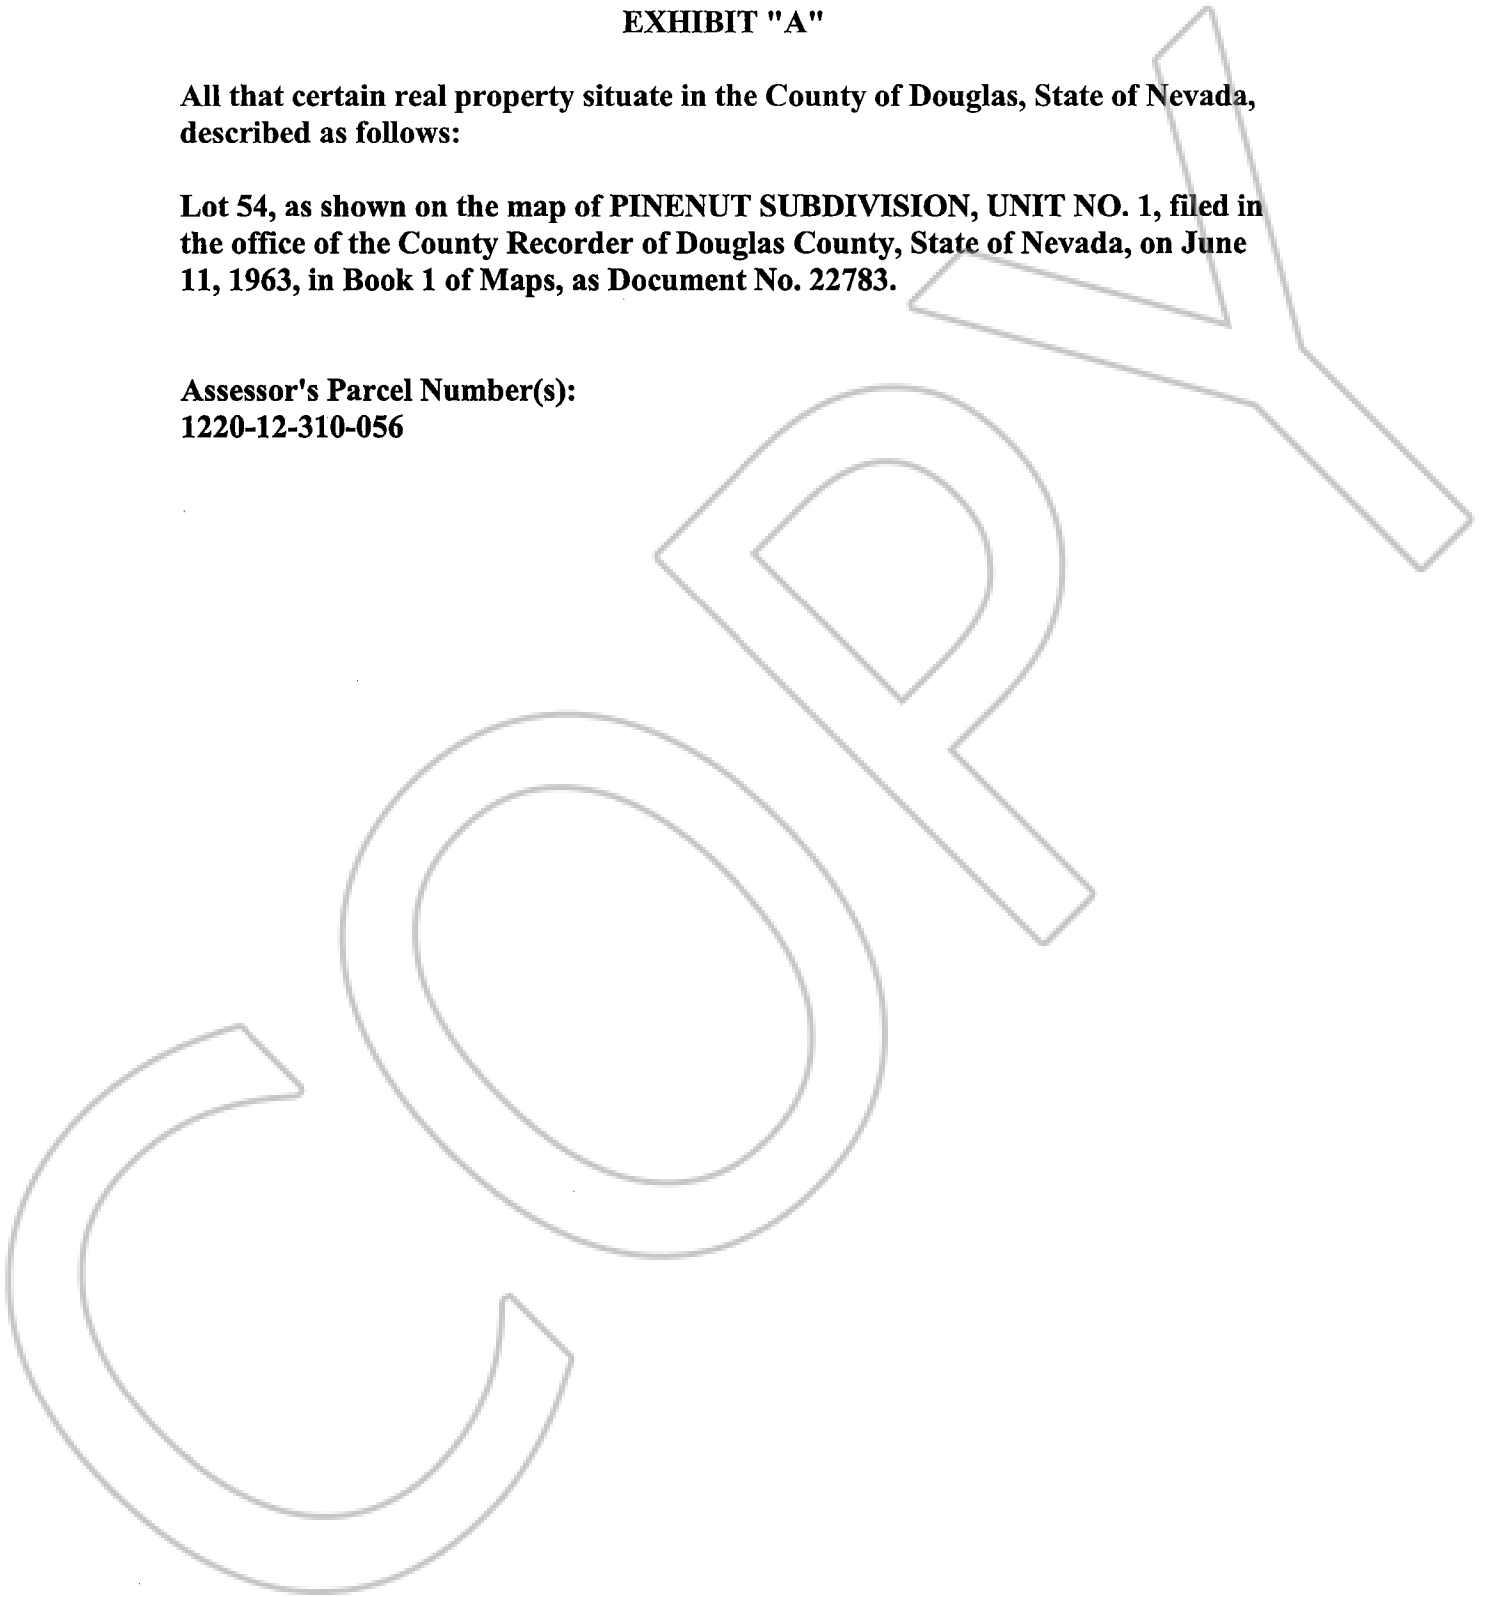 EXHIBIT "A"
All that certain real property situate in the County of Douglas, State of Nevada,
described as follows:
Lot 54, as shown on the map of PINENUT SUBDIVISION, UNIT NO. 1, filed in
the office of the County Recorder of Douglas County, State of Nevada, on June
11, 1963, in Book 1 of Maps, as Document No. 22783.
Assessor's Parcel Number(s):
1220-12-310-056
COPY